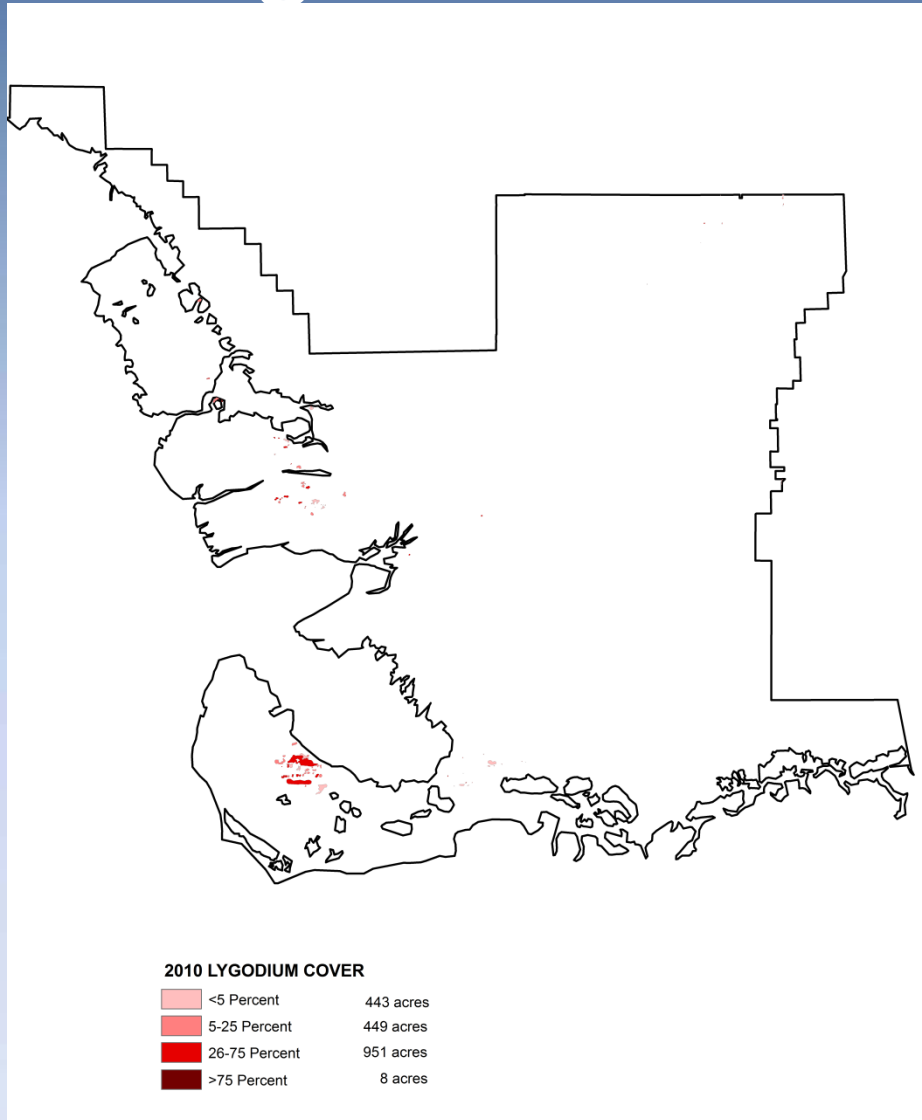 2010 LYGODIUM COVER
<5 Percent 443 acres
5-25 Percent 449 acres
26-75 Percent 951 acres
>75 Percent 8 acres